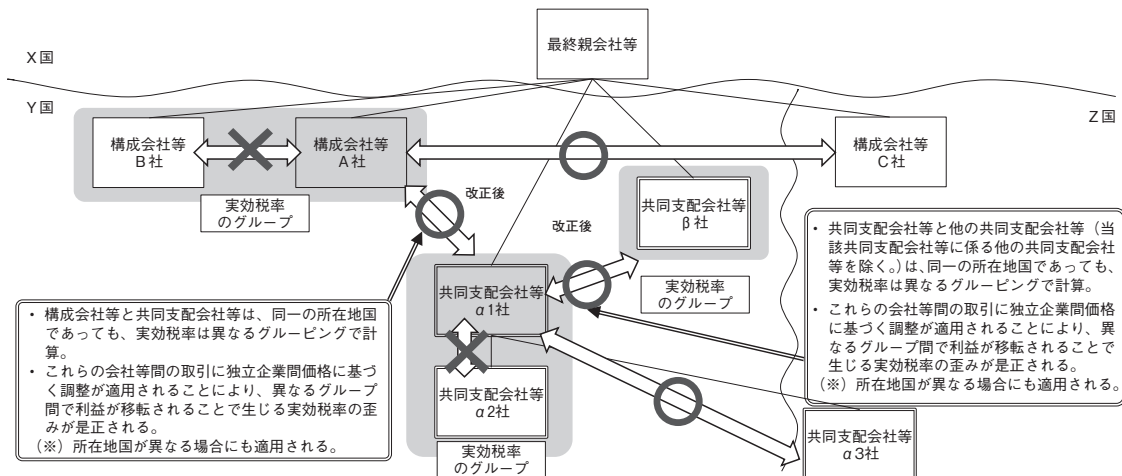 最終親会社等
X国
Y国
Z国
構成会社等
B社
構成会社等
A社
構成会社等
C社
実効税率
のグループ
改正後
改正後
共同支配会社等
β社
実効税率
のグループ
共同支配会社等
α1社
共同支配会社等
α2社
実効税率
のグループ
共同支配会社等
α3社
・ 構成会社等と共同支配会社等は、同一の所在地国
であっても、実効税率は異なるグルーピングで計
算。
・ これらの会社等間の取引に独立企業間価格に基づ
く調整が適用されることにより、異なるグループ
間で利益が移転されることで生じる実効税率の歪
みが是正される。
(※) 所在地国が異なる場合にも適用される。
・ 共同支配会社等と他の共同支配会社等(当
該共同支配会社等に係る他の共同支配会社
等を除く。)は、同一の所在地国であっても、
実効税率は異なるグルーピングで計算。
・ これらの会社等間の取引に独立企業間価格
に基づく調整が適用されることにより、異
なるグループ間で利益が移転されることで
生じる実効税率の歪みが是正される。
(※) 所在地国が異なる場合にも適用される。